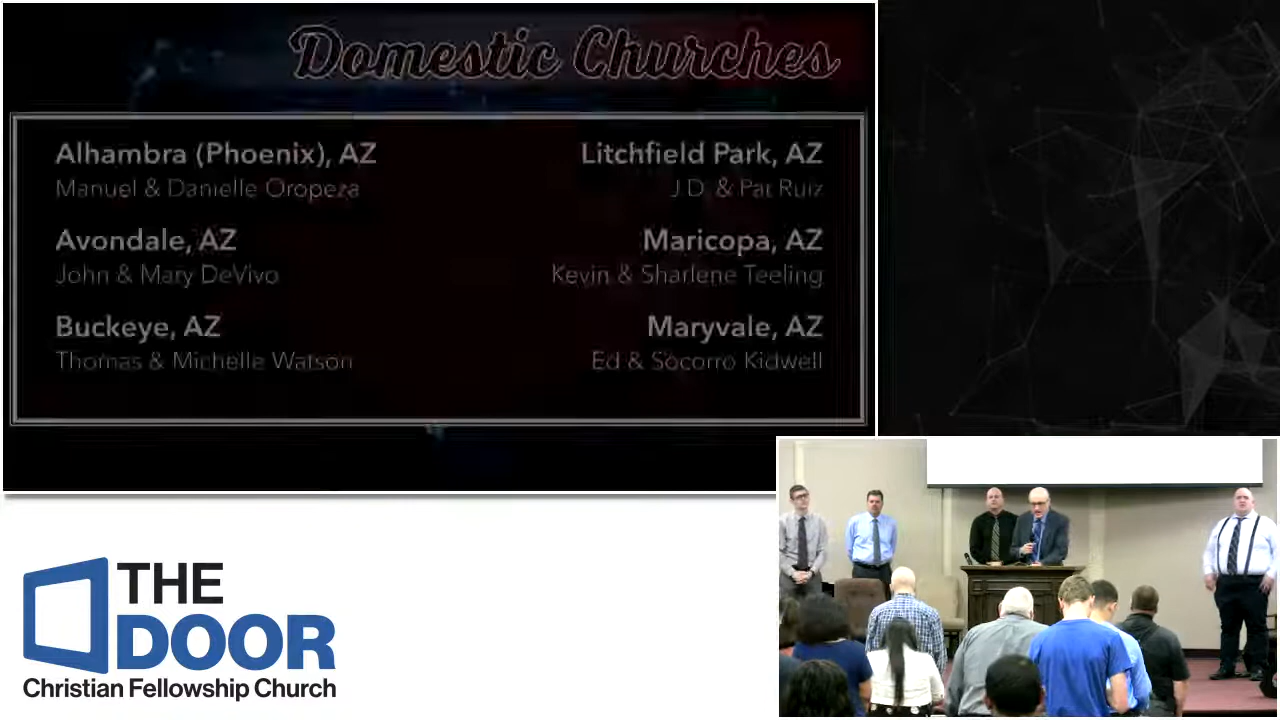 Domestic Churches
Alhambra (Phoenix), AZ
Manuel & Danielle Oropeza
Avondale, AZ
John & Mary DeVivo
Buckeye, AZ
Thomas & Michelle Watson
Litchfield Park, AZ
J.D. & Pat Ruiz
Maricopa, AZ
Kevin & Sharlene Teeling
Maryvale, AZ
Ed & Socorro Kidwell
THE
DOOR
Christian Fellowship Church